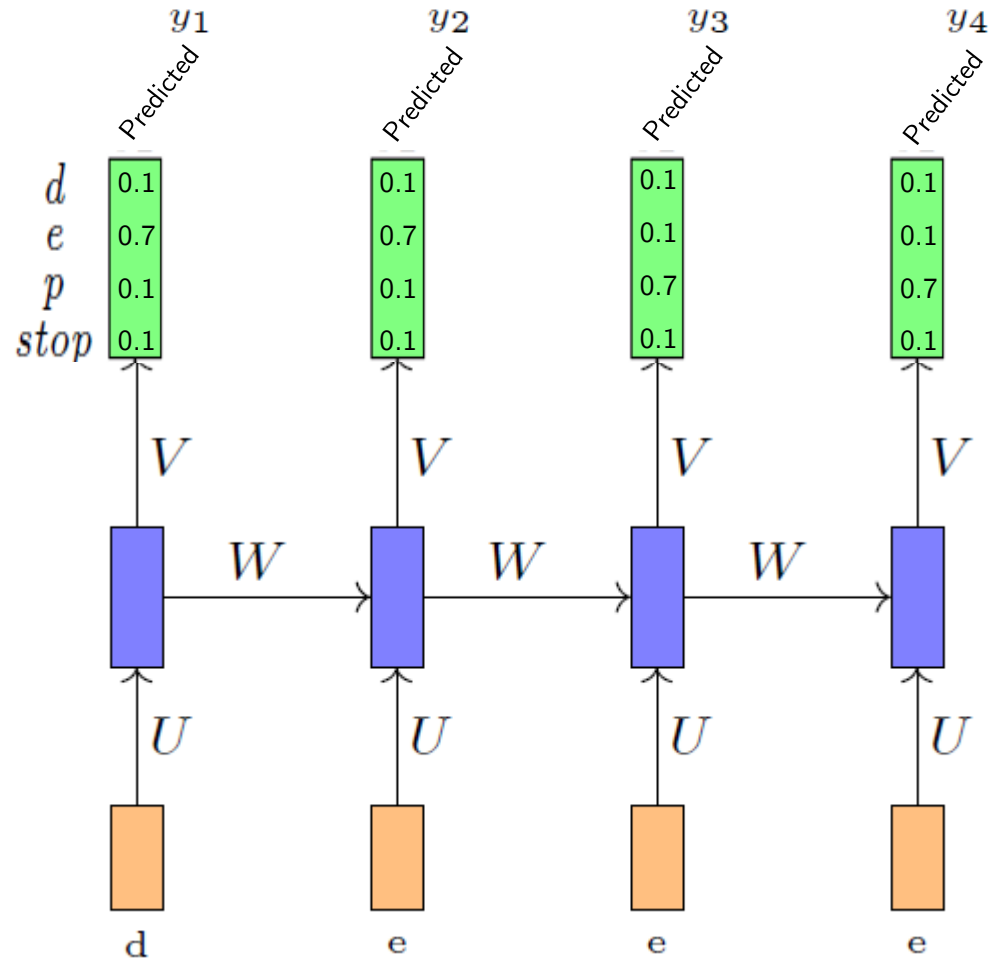 y1 y2 y3 y4
Predicted Predicted Predicted Predicted
d 0.1 0.1 0.1 0.1
e 0.7 0.7 0.1 0.1
p 0.1 0.1 0.7 0.7
stop 0.1 0.1 0.1 0.1
V V V V
W W W
U U U U
d e e e